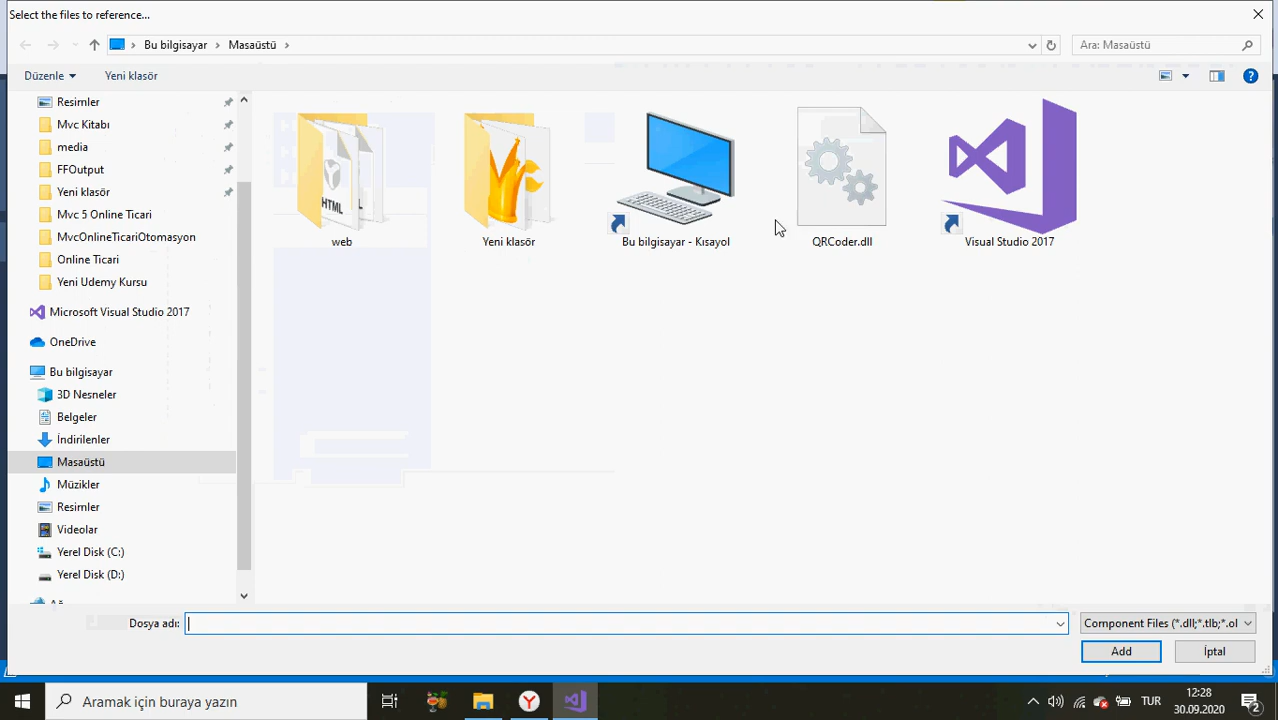 Select the files to reference...
Bu bilgisayar
Masaüstü
Ara: Masaüstü
Düzenle
Yeni klasör
Resimler
Mvc Kitabı
media
FFOutput
Yeni klasör
Mvc 5 Online Ticari
MvcOnlineTicariOtomasyon
Online Ticari
Yeni Udemy Kursu
Microsoft Visual Studio 2017
OneDrive
Bu bilgisayar
3D Nesneler
Belgeler
İndirilenler
Masaüstü
Müzikler
Resimler
Videolar
Yerel Disk (C:)
Yerel Disk (D:)
HTML
web
Yeni klasör
Bu bilgisayar - Kısayol
QRCoder.dll
Visual Studio 2017
Dosya adı:
Component Files (*.dll;*.tlb;*.ol
Add
İptal
Aramak için buraya yazın
TUR
12:28
30.09.2020
2